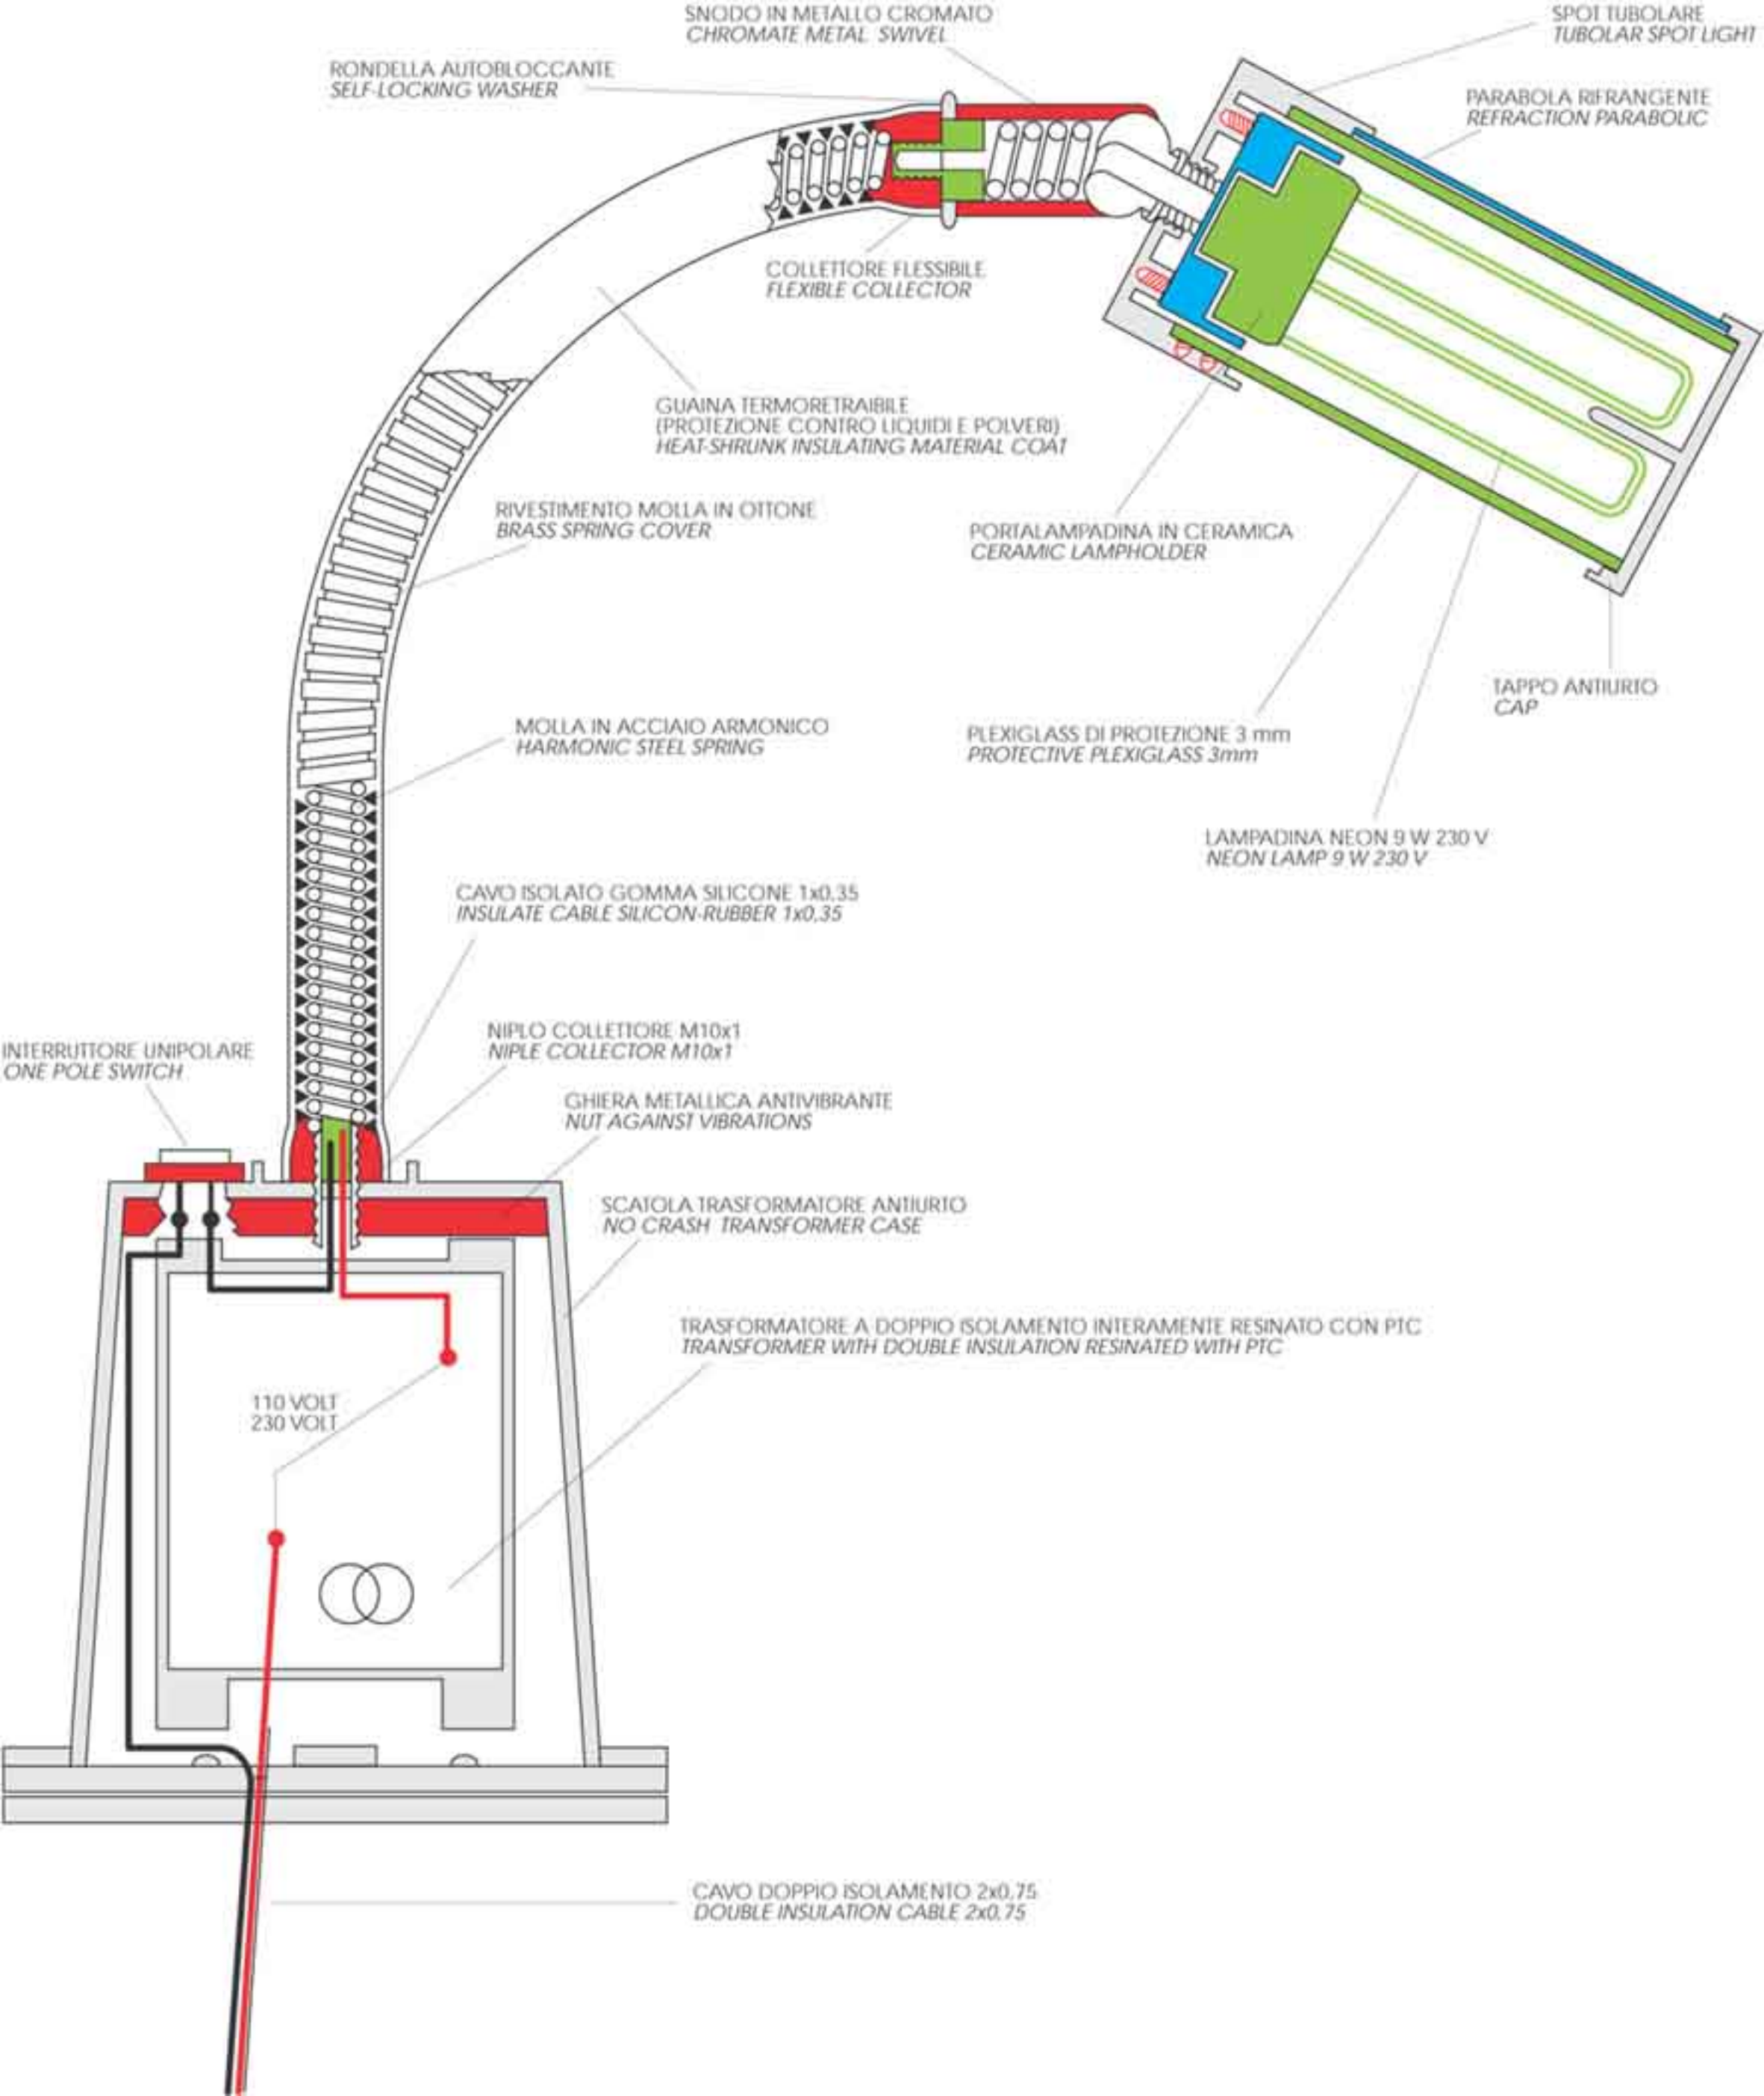 SNODO IN METALLO CROMATO
CHROMATE METAL SWIVEL
SPOT TUBOLARE
TUBOLAR SPOT LIGHT
RONDELLA AUTOBLOCCANTE
SELF-LOCKING WASHER
PARABOLA RIFRANGENTE
REFRACTION PARABOLIC
COLLETTORE FLESSIBILE
FLEXIBLE COLLECTOR
GUAINA TERMORETRAIBILE
(PROTEZIONE CONTRO LIQUIDI E POLVERI)
HEAT-SHRUNK INSULATING MATERIAL COAT
RIVESTIMENTO MOLLA IN OTTONE
BRASS SPRING COVER
PORTALAMPADINA IN CERAMICA
CERAMIC LAMPHOLDER
TAPPO ANTIURTO
CAP
MOLLA IN ACCIAIO ARMONICO
HARMONIC STEEL SPRING
PLEXIGLASS DI PROTEZIONE 3 mm
PROTECTIVE PLEXIGLASS 3mm
LAMPADINA NEON 9 W 230 V
NEON LAMP 9 W 230 V
CAVO ISOLATO GOMMA SILICONE 1x0,35
INSULATE CABLE SILICON-RUBBER 1x0,35
NIPLO COLLETTORE M10x1
NIPLE COLLECTOR M10x1
INTERRUTTORE UNIPOLARE
ONE POLE SWITCH
GHIERA METALLICA ANTIVIBRANTE
NUT AGAINST VIBRATIONS
SCATOLA TRASFORMATORE ANTIURTO
NO CRASH TRANSFORMER CASE
TRASFORMATORE A DOPPIO ISOLAMENTO INTERAMENTE RESINATO CON PTC
TRANSFORMER WITH DOUBLE INSULATION RESINATED WITH PTC
110 VOLT
230 VOLT
CAVO DOPPIO ISOLAMENTO 2x0,75
DOUBLE INSULATION CABLE 2x0,75